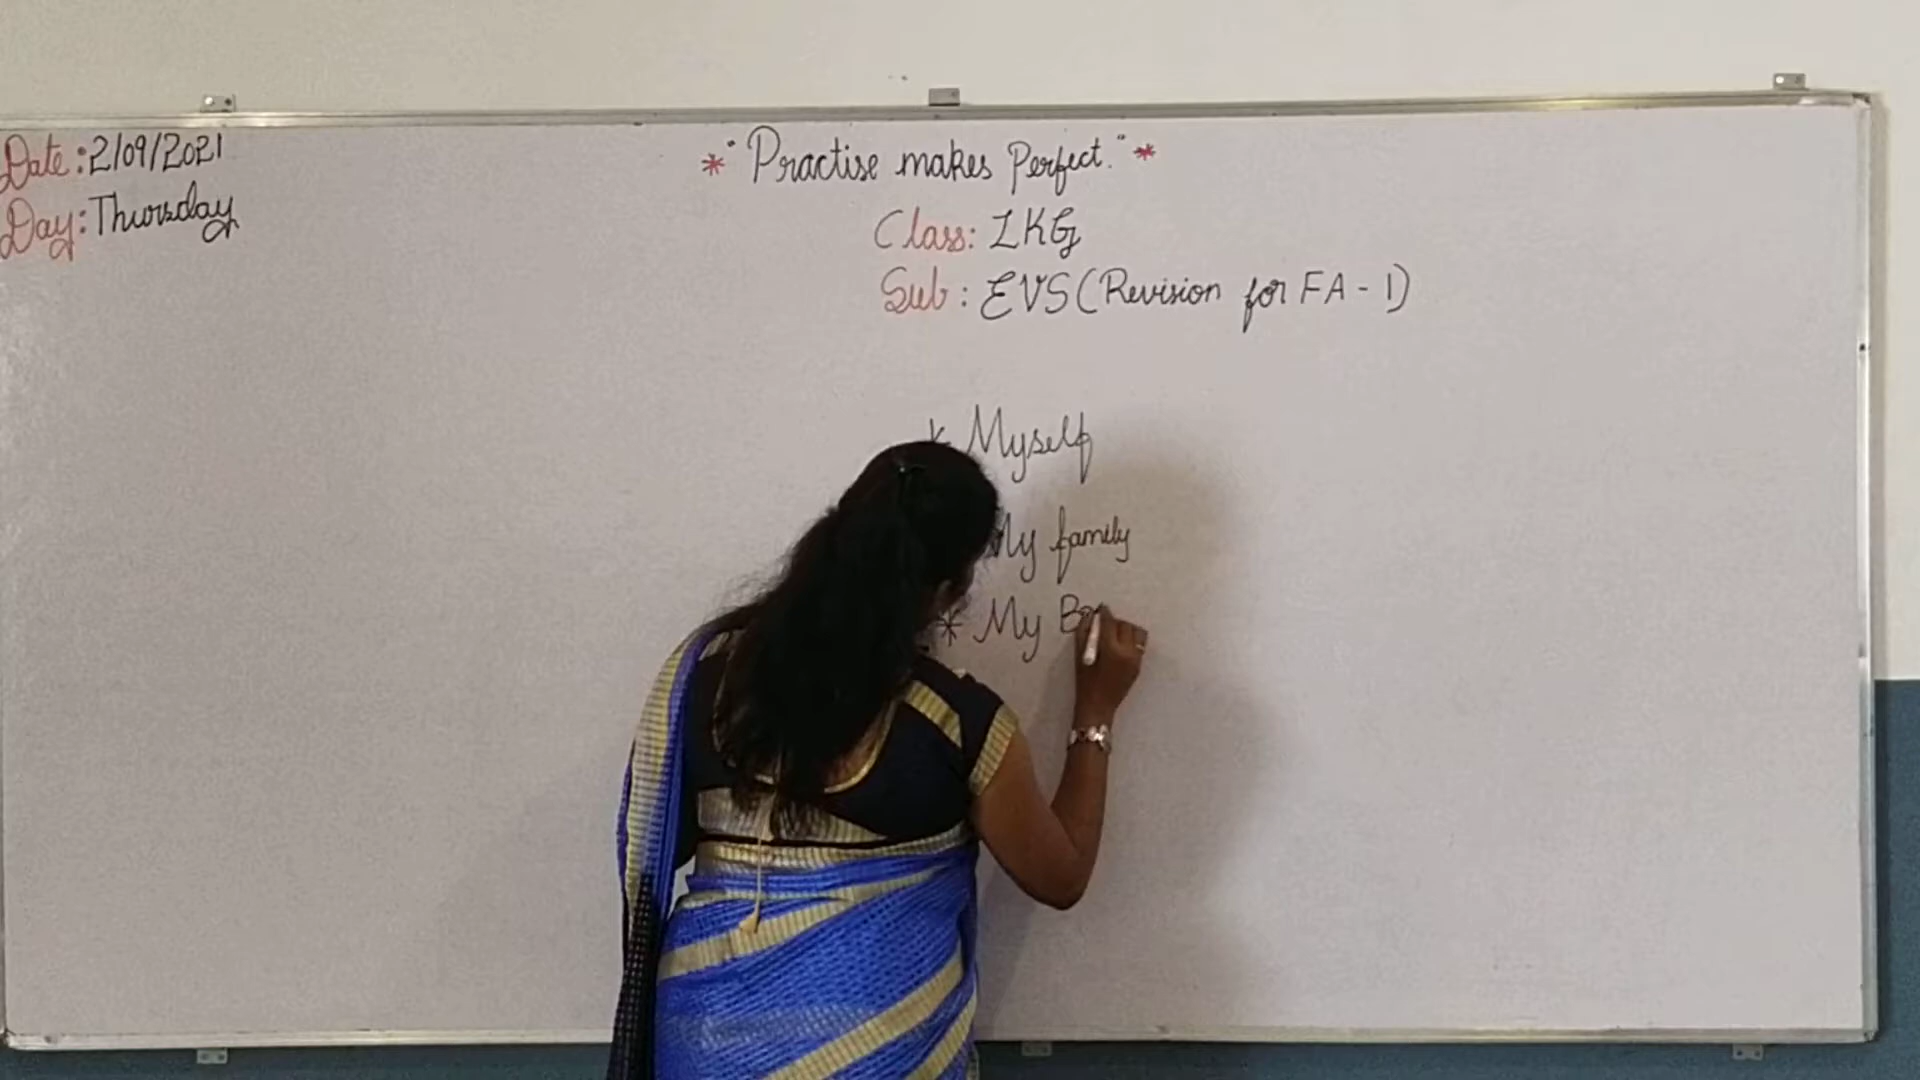 Date: 2/09/2021
Day: Thursday
* "Practise makes Perfect." *
Class: LKG
Sub: EVS (Revision for FA - 1)
* Myself
My family
* My